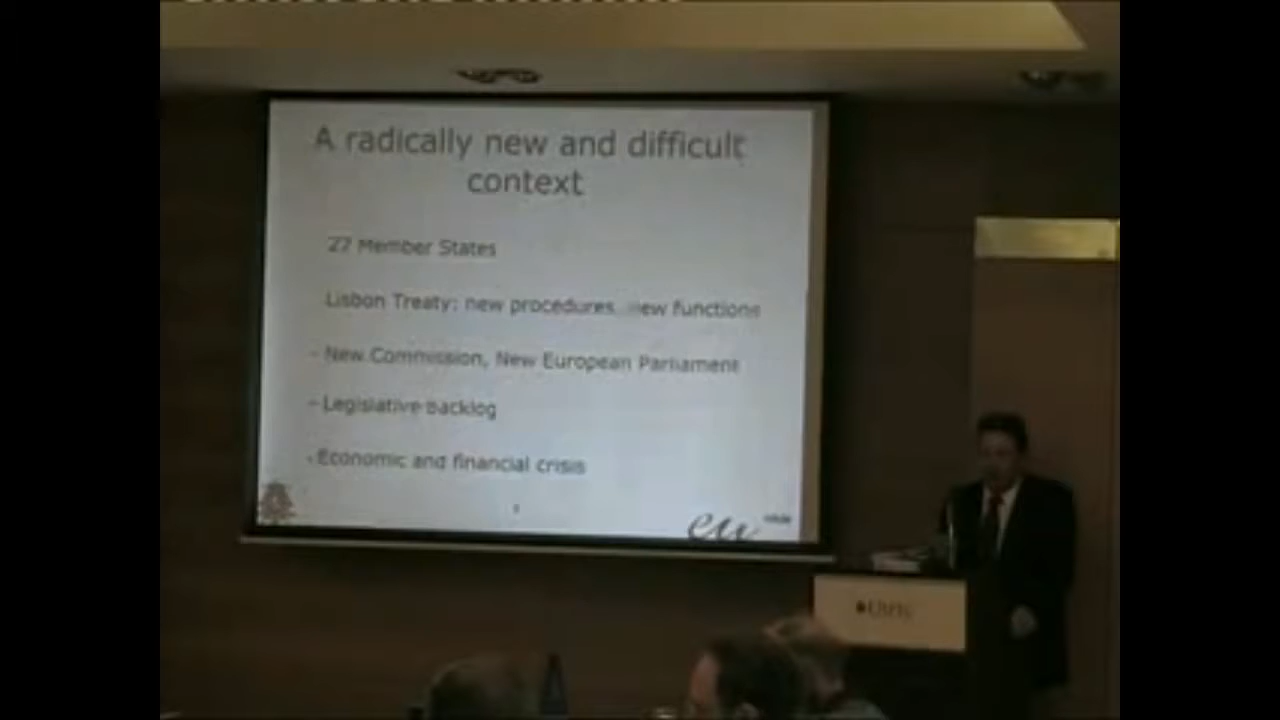 A radically new and difficult
context
27 Member States
Lisbon Treaty: new procedures, new functions
- New Commission, New European Parliament
- Legislative backlog
- Economic and financial crisis
eu